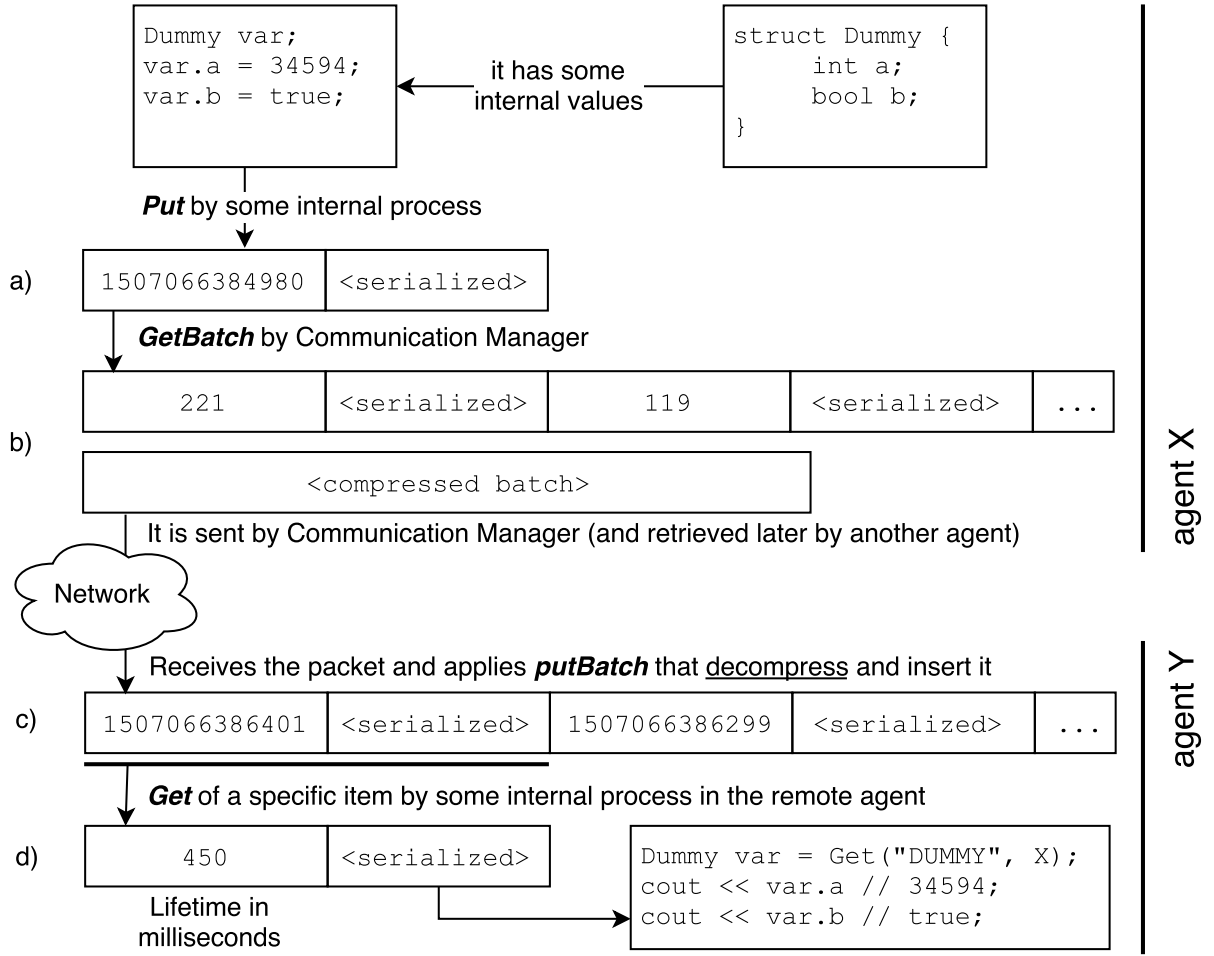 Dummy var;
var.a = 34594;
var.b = true;
it has some
internal values
struct Dummy {
int a;
bool b;
}
Put by some internal process
a)
1507066384980 <serialized>
GetBatch by Communication Manager
221 <serialized> 119 <serialized> ...
b)
<compressed batch>
It is sent by Communication Manager (and retrieved later by another agent)
agent X
Network
Receives the packet and applies putBatch that decompress and insert it
c) 1507066386401 <serialized> 1507066386299 <serialized> ...
agent Y
Get of a specific item by some internal process in the remote agent
d) 450 <serialized>
Lifetime in
milliseconds
Dummy var = Get("DUMMY", X);
cout << var.a // 34594;
cout << var.b // true;